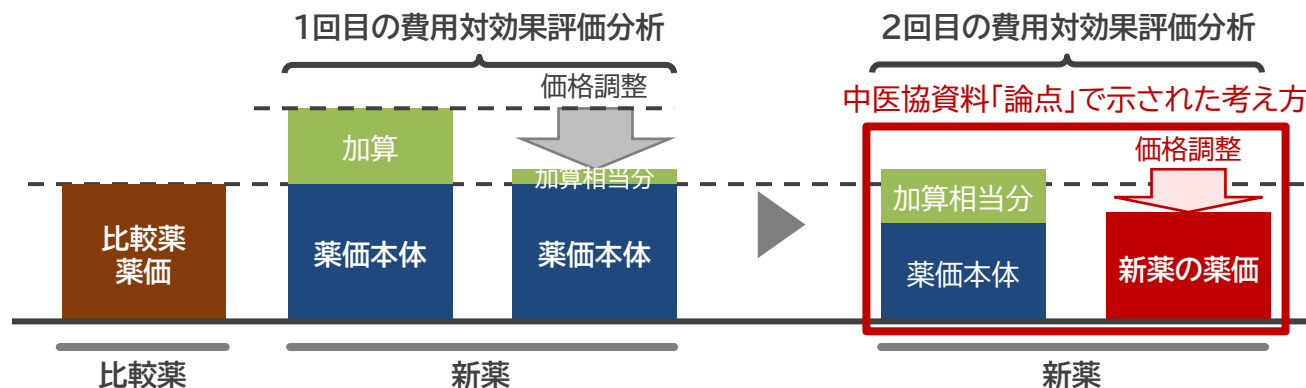 1回目の費用対効果評価分析
2回目の費用対効果評価分析
価格調整
中医協資料「論点」で示された考え方
加算
加算相当分
価格調整
加算相当分
比較薬
薬価
薬価本体
薬価本体
薬価本体
新薬の薬価
比較薬
新薬
新薬